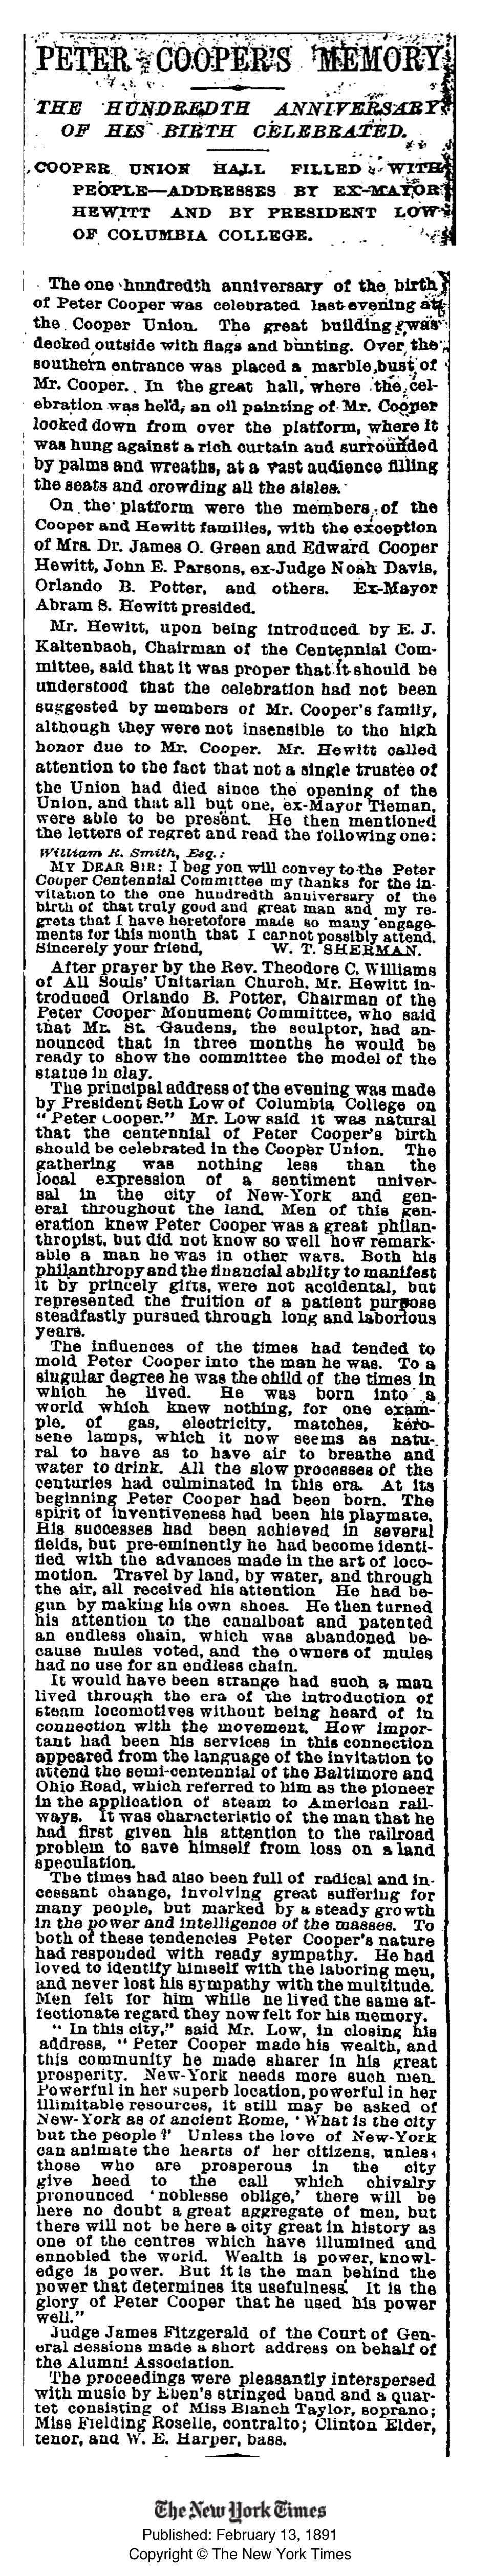 PETER COOPER'S MEMORY
THE HUNDREDTH ANNIVERSARY
OF HIS BIRTH CELEBRATED.
COOPER UNION HALL FILLED WITH
PEOPLE—ADDRESSES BY EX-MAYOR
HEWITT AND BY PRESIDENT LOW
OF COLUMBIA COLLEGE.
The one hundredth anniversary of the birth
of Peter Cooper was celebrated last evening at
the Cooper Union. The great building was
decked outside with flags and bunting. Over the
southern entrance was placed a marble bust of
Mr. Cooper. In the great hall, where the cel-
ebration was held, an oil painting of Mr. Cooper
looked down from over the platform, where it
was hung against a rich curtain and surrounded
by palms and wreaths, at a vast audience filling
the seats and crowding all the aisles.
On the platform were the members of the
Cooper and Hewitt families, with the exception
of Mrs. Dr. James O. Green and Edward Cooper
Hewitt, John E. Parsons, ex-Judge Noah Davis,
Orlando B. Potter, and others. Ex-Mayor
Abram S. Hewitt presided.
Mr. Hewitt, upon being introduced by E. J.
Kaltenbach, Chairman of the Centennial Com-
mittee, said that it was proper that it should be
understood that the celebration had not been
suggested by members of Mr. Cooper's family,
although they were not insensible to the high
honor due to Mr. Cooper. Mr. Hewitt called
attention to the fact that not a single trustee of
the Union had died since the opening of the
Union, and that all but one, ex-Mayor Tieman,
were able to be present. He then mentioned
the letters of regret and read the following one:
William R. Smith, Esq.:
MY DEAR SIR: I beg you will convey to the Peter
Cooper Centennial Committee my thanks for the in-
vitation to the one hundredth anniversary of the
birth of that truly good and great man and my re-
grets that I have heretofore made so many engage-
ments for this month that I cannot possibly attend.
Sincerely your friend, W. T. SHERMAN.
After prayer by the Rev. Theodore C. Williams
of All Souls' Unitarian Church, Mr. Hewitt in-
troduced Orlando B. Potter, Chairman of the
Peter Cooper Monument Committee, who said
that Mr. St. Gaudens, the sculptor, had an-
nounced that in three months he would be
ready to show the committee the model of the
statue in clay.
The principal address of the evening was made
by President Seth Low of Columbia College on
"Peter Cooper." Mr. Low said it was natural
that the centennial of Peter Cooper's birth
should be celebrated in the Cooper Union. The
gathering was nothing less than the
local expression of a sentiment univer-
sal in the city of New-York and gen-
eral throughout the land. Men of this gen-
eration knew Peter Cooper was a great philan-
thropist, but did not know so well how remark-
able a man he was in other ways. Both his
philanthropy and the financial ability to manifest
it by princely gifts, were not accidental, but
represented the fruition of a patient purpose
steadfastly pursued through long and laborious
years.
The influences of the times had tended to
mold Peter Cooper into the man he was. To a
singular degree he was the child of the times in
which he lived. He was born into a
world which knew nothing, for one exam-
ple, of gas, electricity, matches, kero-
sene lamps, which it now seems as natu-
ral to have as to have air to breathe and
water to drink. All the slow processes of the
centuries had culminated in this era. At its
beginning Peter Cooper had been born. The
spirit of inventiveness had been his playmate.
His successes had been achieved in several
fields, but pre-eminently he had become identi-
fied with the advances made in the art of loco-
motion. Travel by land, by water, and through
the air, all received his attention He had be-
gun by making his own shoes. He then turned
his attention to the canalboat and patented
an endless chain, which was abandoned be-
cause mules voted, and the owners of mules
had no use for an endless chain.
It would have been strange had such a man
lived through the era of the introduction of
steam locomotives without being heard of in
connection with the movement. How impor-
tant had been his services in this connection
appeared from the language of the invitation to
attend the semi-centennial of the Baltimore and
Ohio Road, which referred to him as the pioneer
in the application of steam to American rail-
ways. It was characteristic of the man that he
had first given his attention to the railroad
problem to save himself from loss on a land
speculation.
The times had also been full of radical and in-
cessant change, involving great suffering for
many people, but marked by a steady growth
in the power and intelligence of the masses. To
both of these tendencies Peter Cooper's nature
had responded with ready sympathy. He had
loved to identify himself with the laboring men,
and never lost his sympathy with the multitude.
Men felt for him while he lived the same af-
fectionate regard they now felt for his memory.
"In this city," said Mr. Low, in closing his
address, "Peter Cooper made his wealth, and
this community he made sharer in his great
prosperity. New-York needs more such men.
Powerful in her superb location, powerful in her
illimitable resources, it still may be asked of
New-York as of ancient Rome, 'What is the city
but the people?' Unless the love of New-York
can animate the hearts of her citizens, unless
those who are prosperous in the city
give heed to the call which chivalry
pronounced 'noblesse oblige,' there will be
here no doubt a great aggregate of men, but
there will not be here a city great in history as
one of the centres which have illumined and
ennobled the world. Wealth is power, knowl-
edge is power. But it is the man behind the
power that determines its usefulness. It is the
glory of Peter Cooper that he used his power
well."
Judge James Fitzgerald of the Court of Gen-
eral Sessions made a short address on behalf of
the Alumni Association.
The proceedings were pleasantly interspersed
with music by Eben's stringed band and a quar-
tet consisting of Miss Blanch Taylor, soprano;
Miss Fielding Roselle, contralto; Clinton Elder,
tenor, and W. E. Harper, bass.
The New York Times
Published: February 13, 1891
Copyright © The New York Times